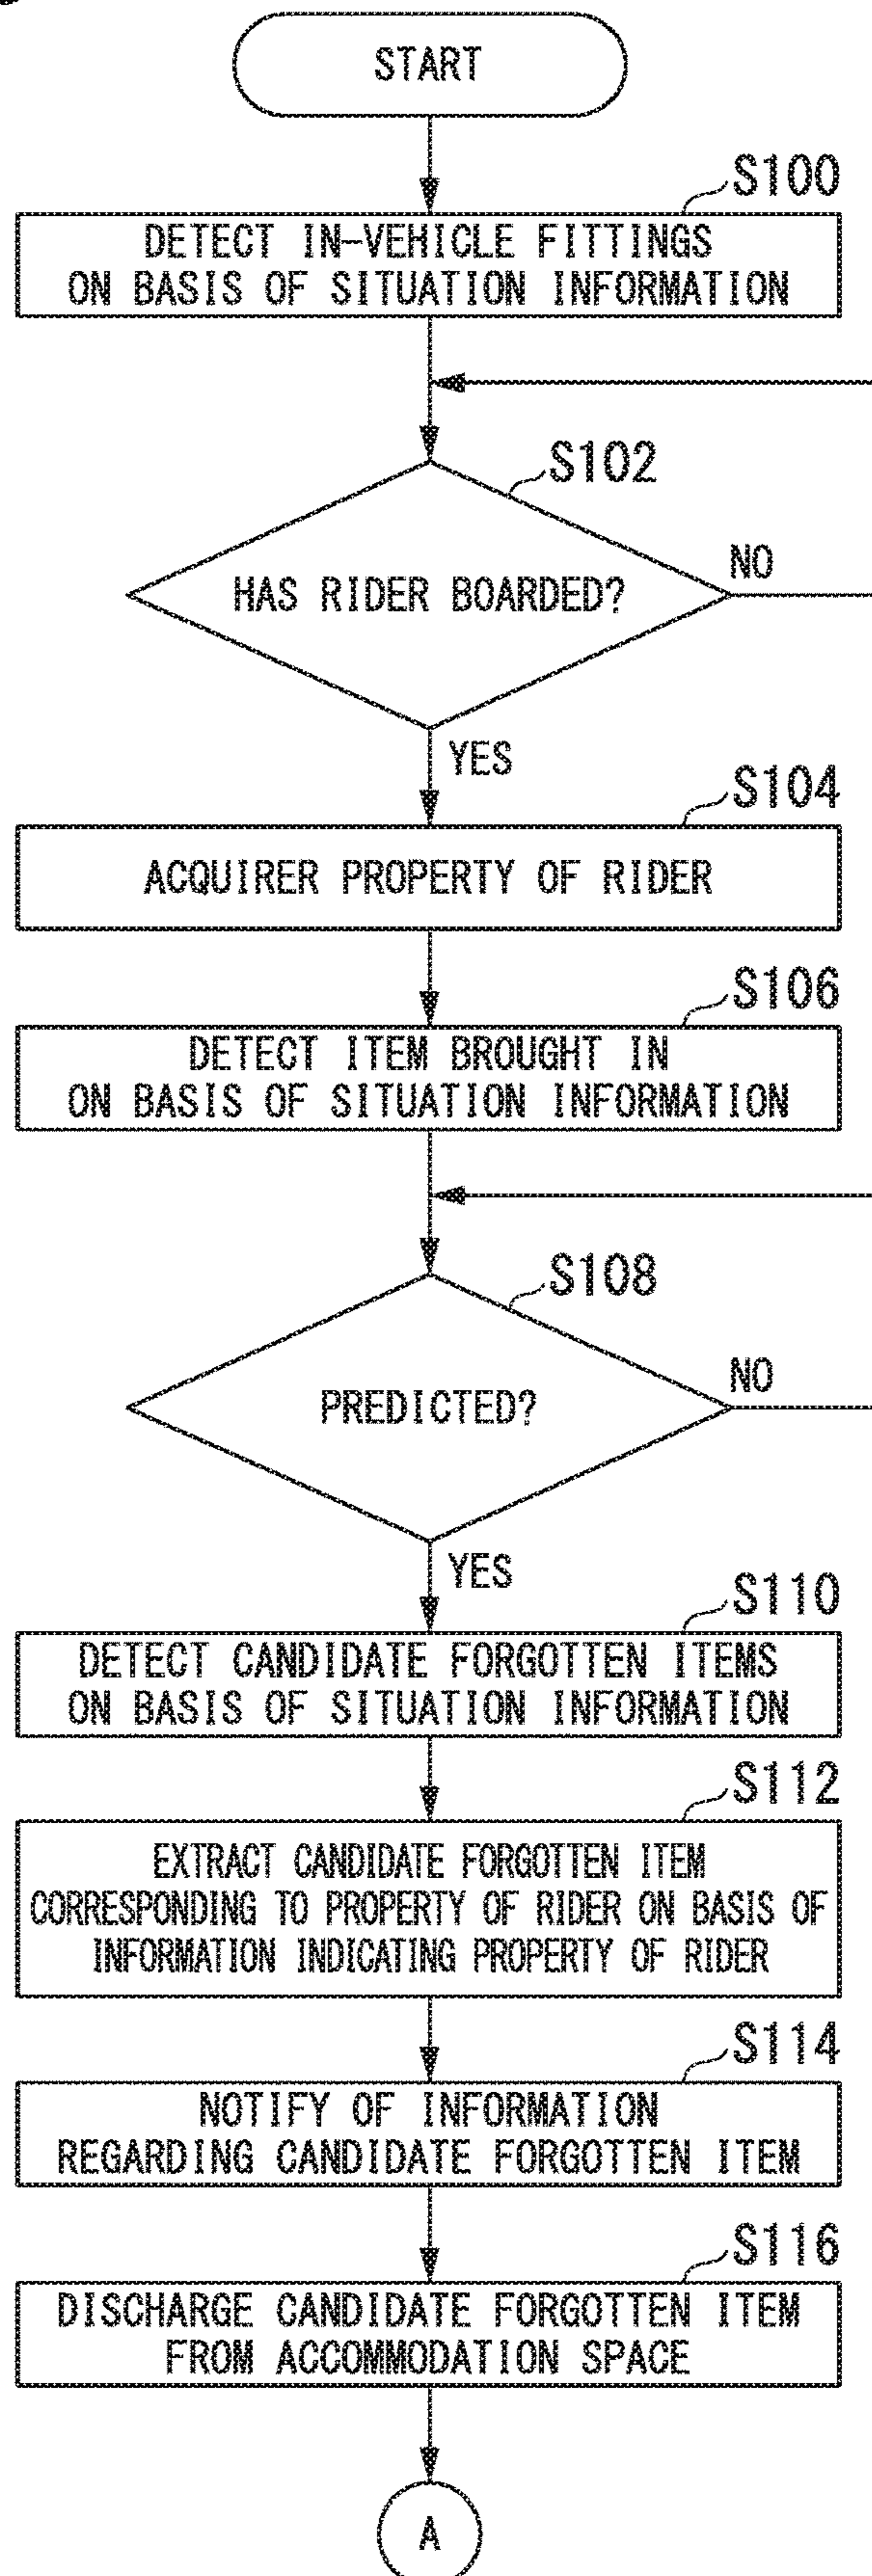 START
S100
DETECT IN-VEHICLE FITTINGS
ON BASIS OF SITUATION INFORMATION
S102
HAS RIDER BOARDED?
NO
YES
S104
ACQUIRER PROPERTY OF RIDER
S106
DETECT ITEM BROUGHT IN
ON BASIS OF SITUATION INFORMATION
S108
PREDICTED?
NO
YES
S110
DETECT CANDIDATE FORGOTTEN ITEMS
ON BASIS OF SITUATION INFORMATION
S112
EXTRACT CANDIDATE FORGOTTEN ITEM
CORRESPONDING TO PROPERTY OF RIDER ON BASIS OF
INFORMATION INDICATING PROPERTY OF RIDER
S114
NOTIFY OF INFORMATION
REGARDING CANDIDATE FORGOTTEN ITEM
S116
DISCHARGE CANDIDATE FORGOTTEN ITEM
FROM ACCOMMODATION SPACE
A